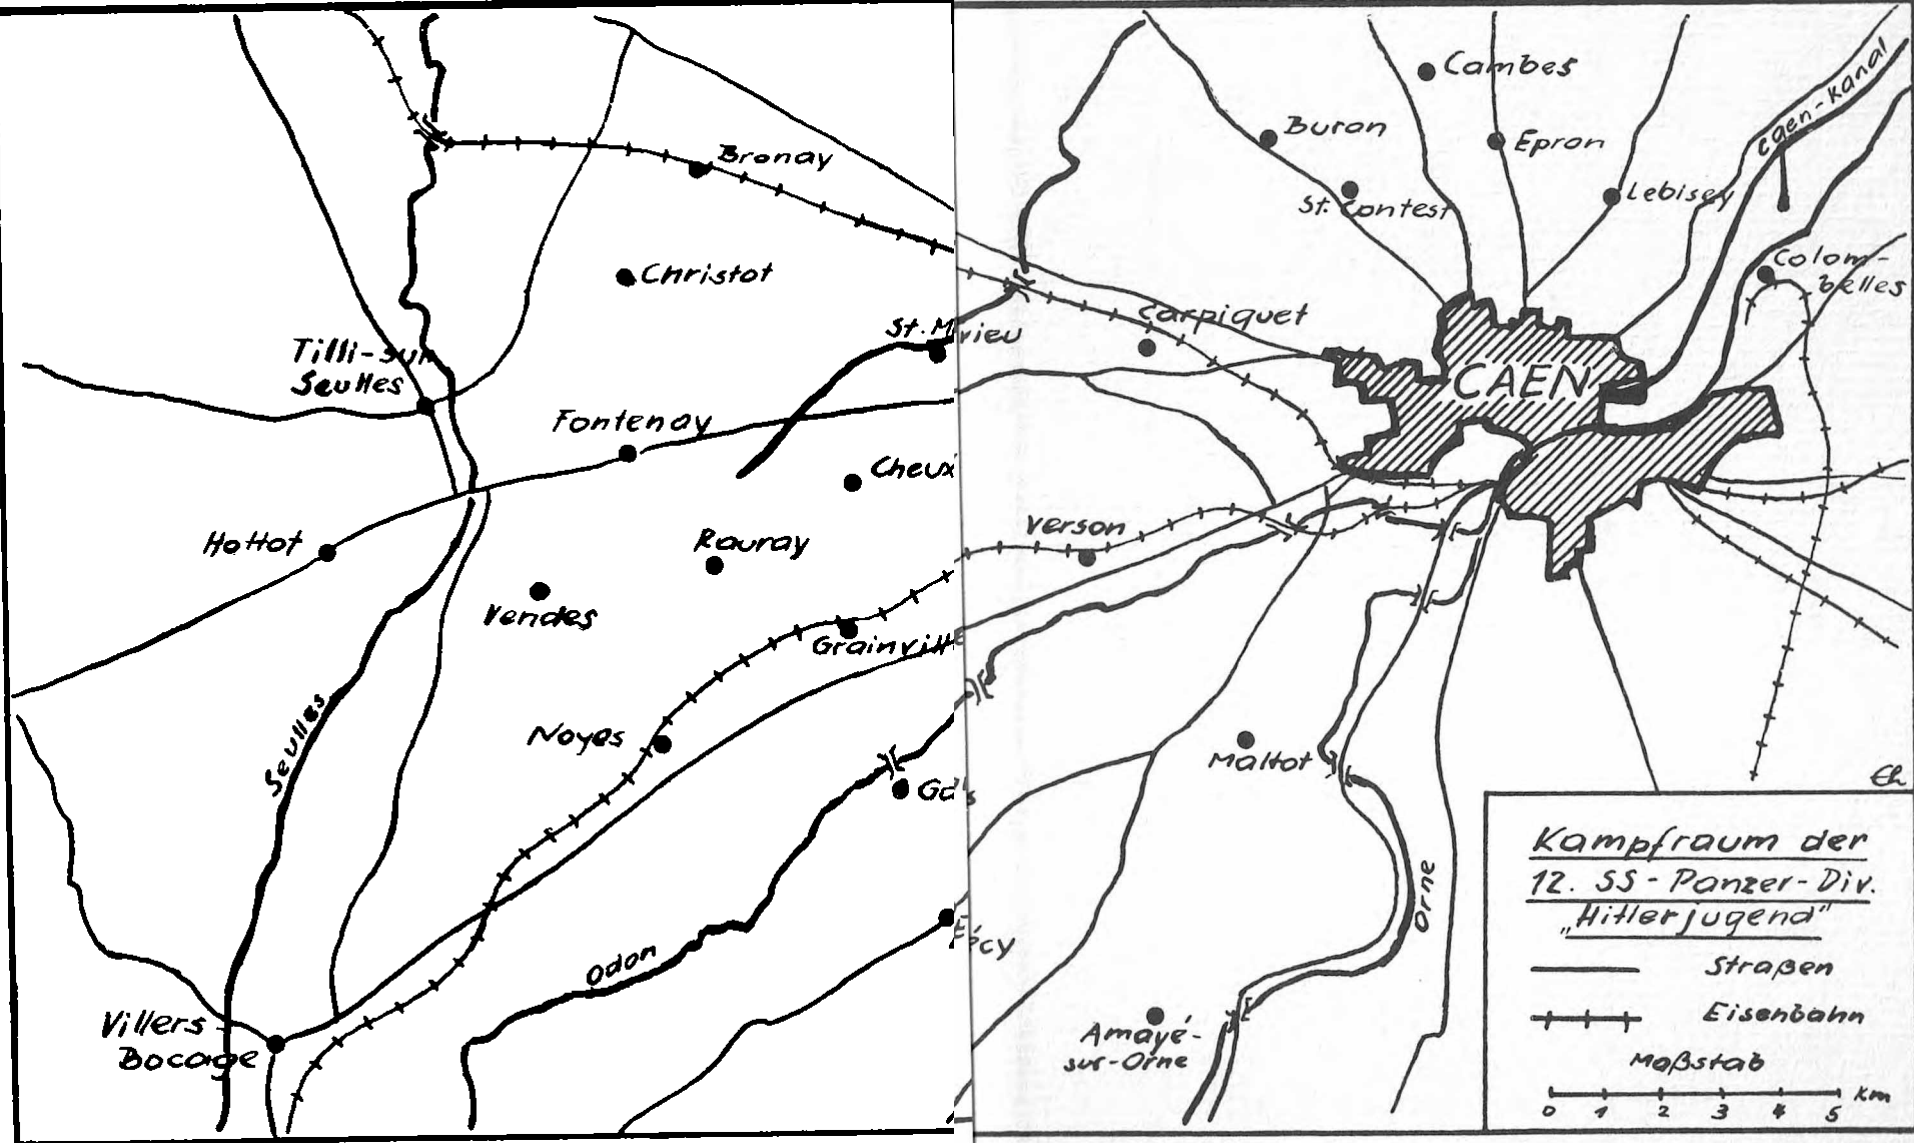 Bronay
Christot
St. M
rieu
Tilli-sur
Seulles
Fontenay
Cheux
Hottot
Rauray
Vendes
Grainville
Seulles
Noyes
Odon
Villers
Bocage
Cambes
Buron
Epron
St. Contest
Lebisey
Caen-Kanal
Colom-
belles
Carpiquet
CAEN
Verson
Maltot
Orne
Amayé-
sur-Orne
Eh
Kampfraum der
12. SS-Panzer-Div.
„Hitlerjugend"
Straßen
Eisenbahn
Maßstab
0 1 2 3 4 5 km